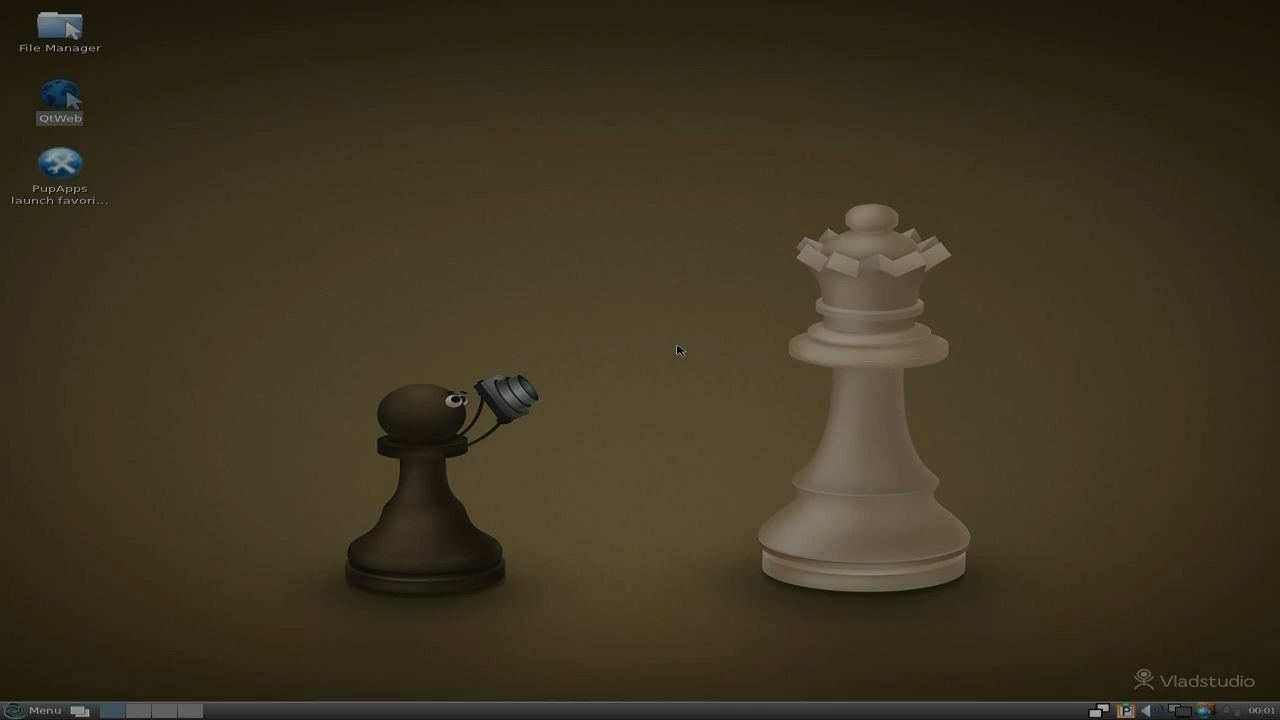 File Manager
QtWeb
PupApps
launch favori...
Vladstudio
Menu
P
00:01